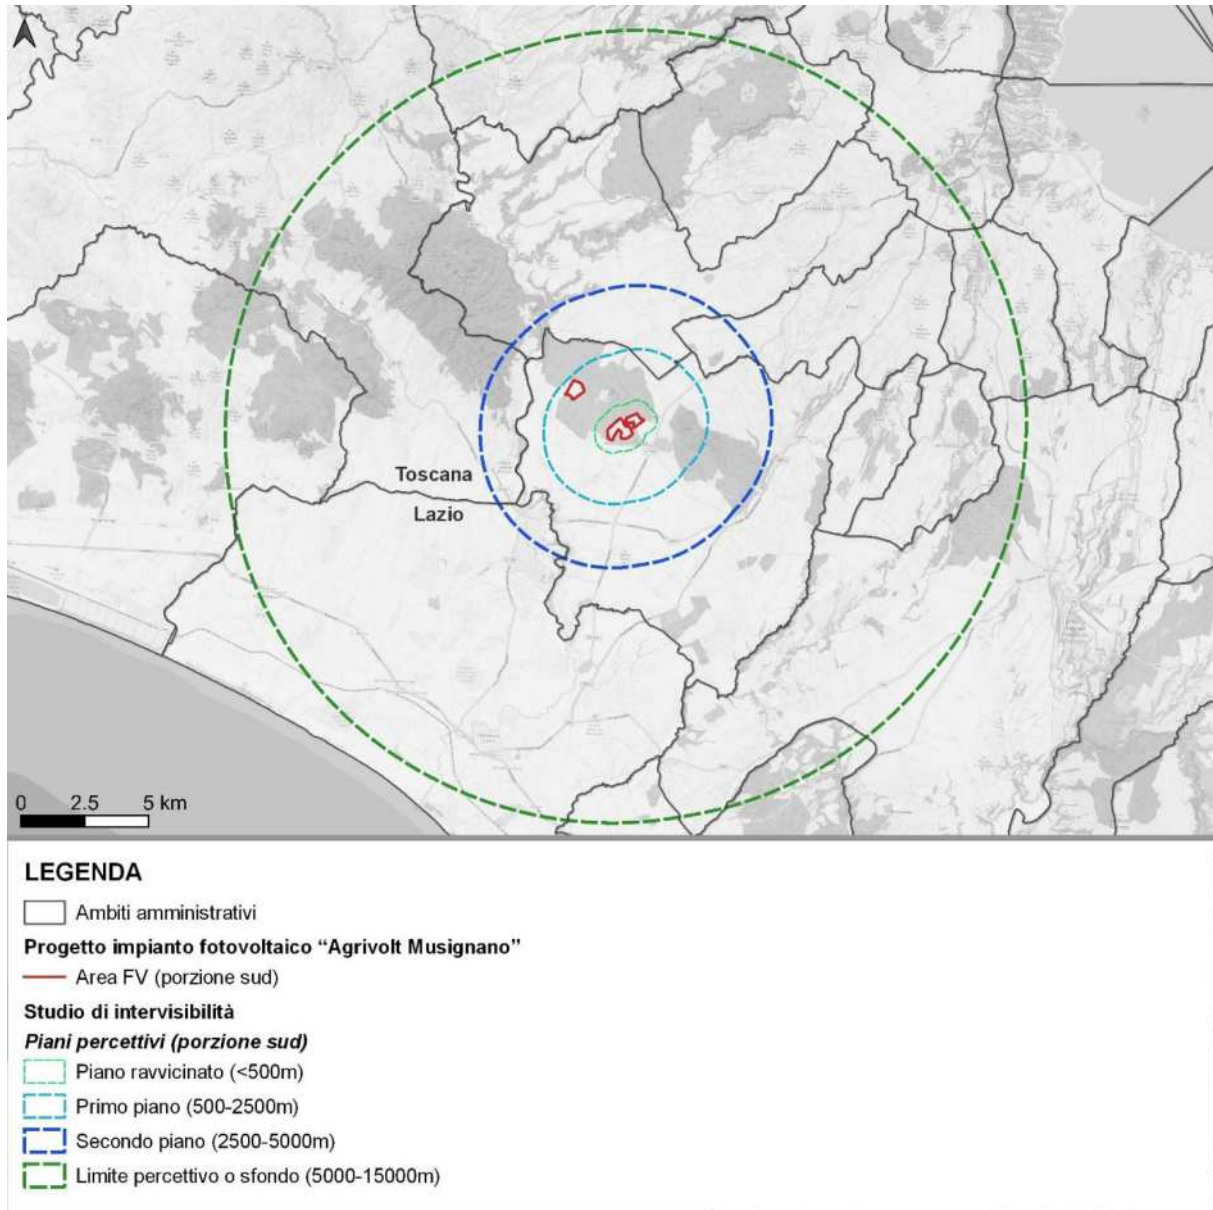 Toscana
Lazio
0 2.5 5 km
LEGENDA
Ambiti amministrativi
Progetto impianto fotovoltaico “Agrivolt Musignano”
Area FV (porzione sud)
Studio di intervisibilità
Piani percettivi (porzione sud)
Piano ravvicinato (<500m)
Primo piano (500-2500m)
Secondo piano (2500-5000m)
Limite percettivo o sfondo (5000-15000m)